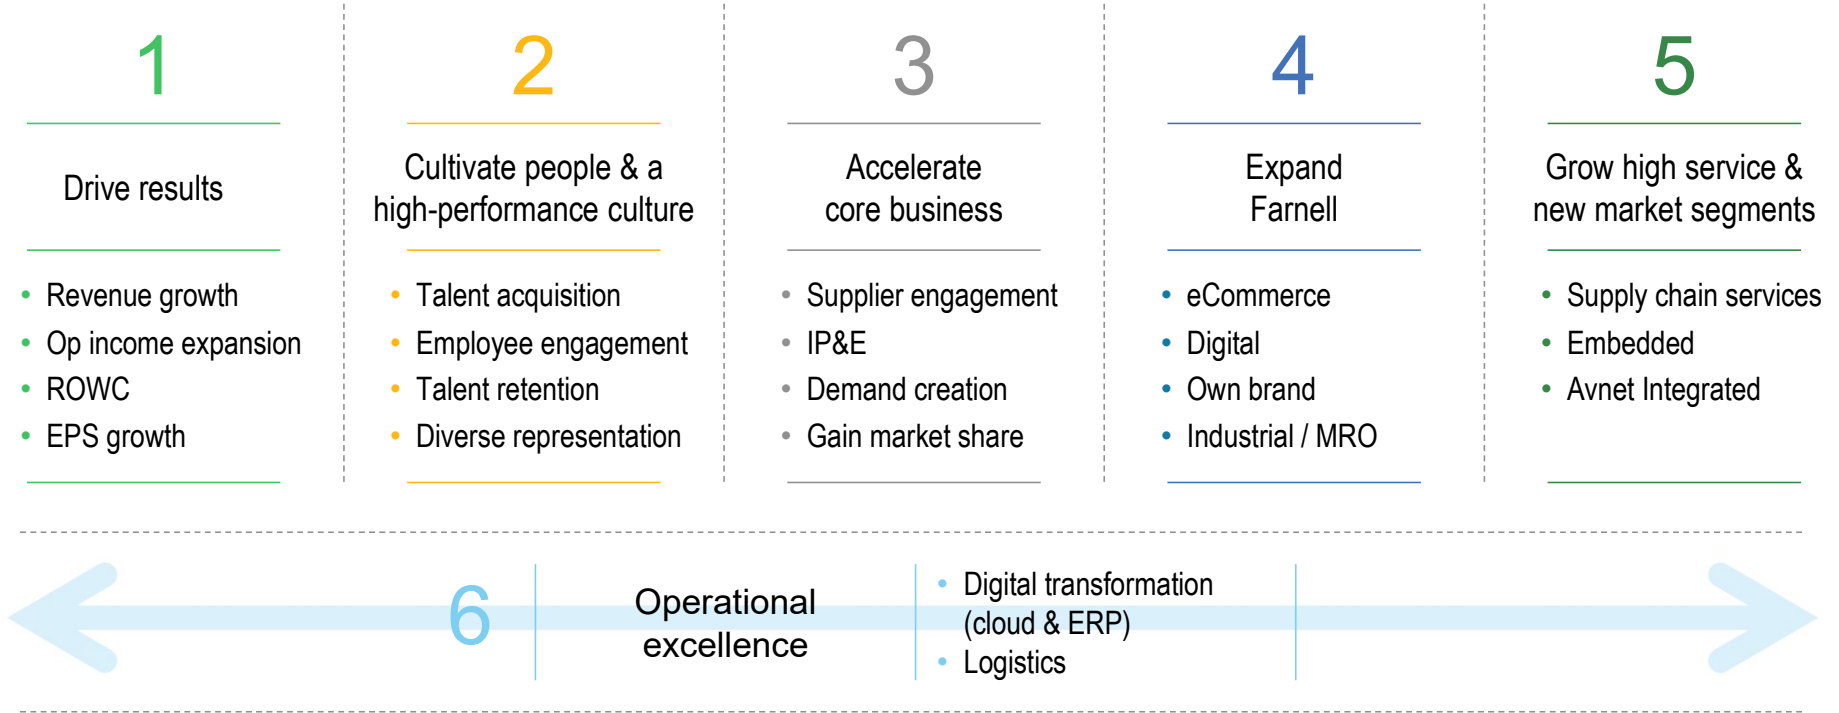 1
Drive results
• Revenue growth
• Op income expansion
• ROWC
• EPS growth
2
Cultivate people & a
high-performance culture
• Talent acquisition
• Employee engagement
• Talent retention
• Diverse representation
3
Accelerate
core business
• Supplier engagement
• IP&E
• Demand creation
• Gain market share
4
Expand
Farnell
• eCommerce
• Digital
• Own brand
• Industrial / MRO
5
Grow high service &
new market segments
• Supply chain services
• Embedded
• Avnet Integrated
6
Operational
excellence
• Digital transformation
(cloud & ERP)
• Logistics